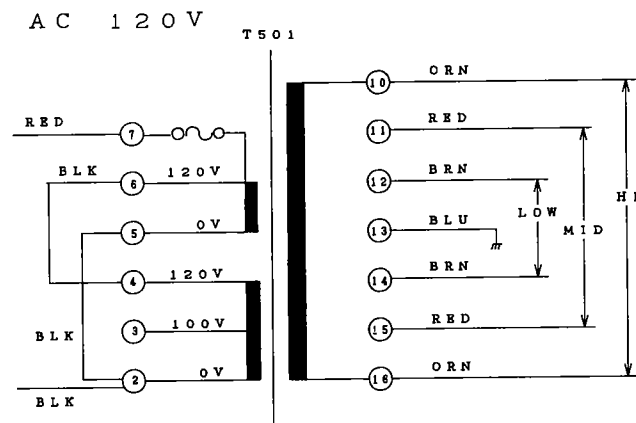 AC 120V
T501
10 ORN
RED 7
11 RED
BLK 6 120V
12 BRN
5 0V
13 BLU
LOW
MID
4 120V
14 BRN
BLK
3 100V
15 RED
2 0V
16 ORN
BLK